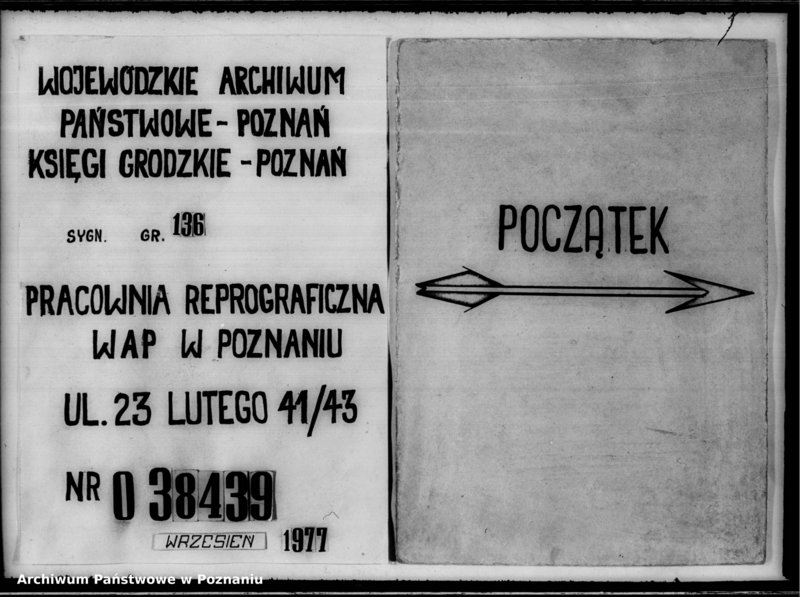 WOJEWÓDZKIE ARCHIWUM
PAŃSTWOWE - POZNAŃ
KSIĘGI GRODZKIE - POZNAŃ
SYGN. GR. 136
PRACOWNIA REPROGRAFICZNA
WAP W POZNANIU
UL. 23 LUTEGO 41/43
NR 0 38439
WRZESIEŃ 1977
POCZĄTEK
Archiwum Państwowe w Poznaniu